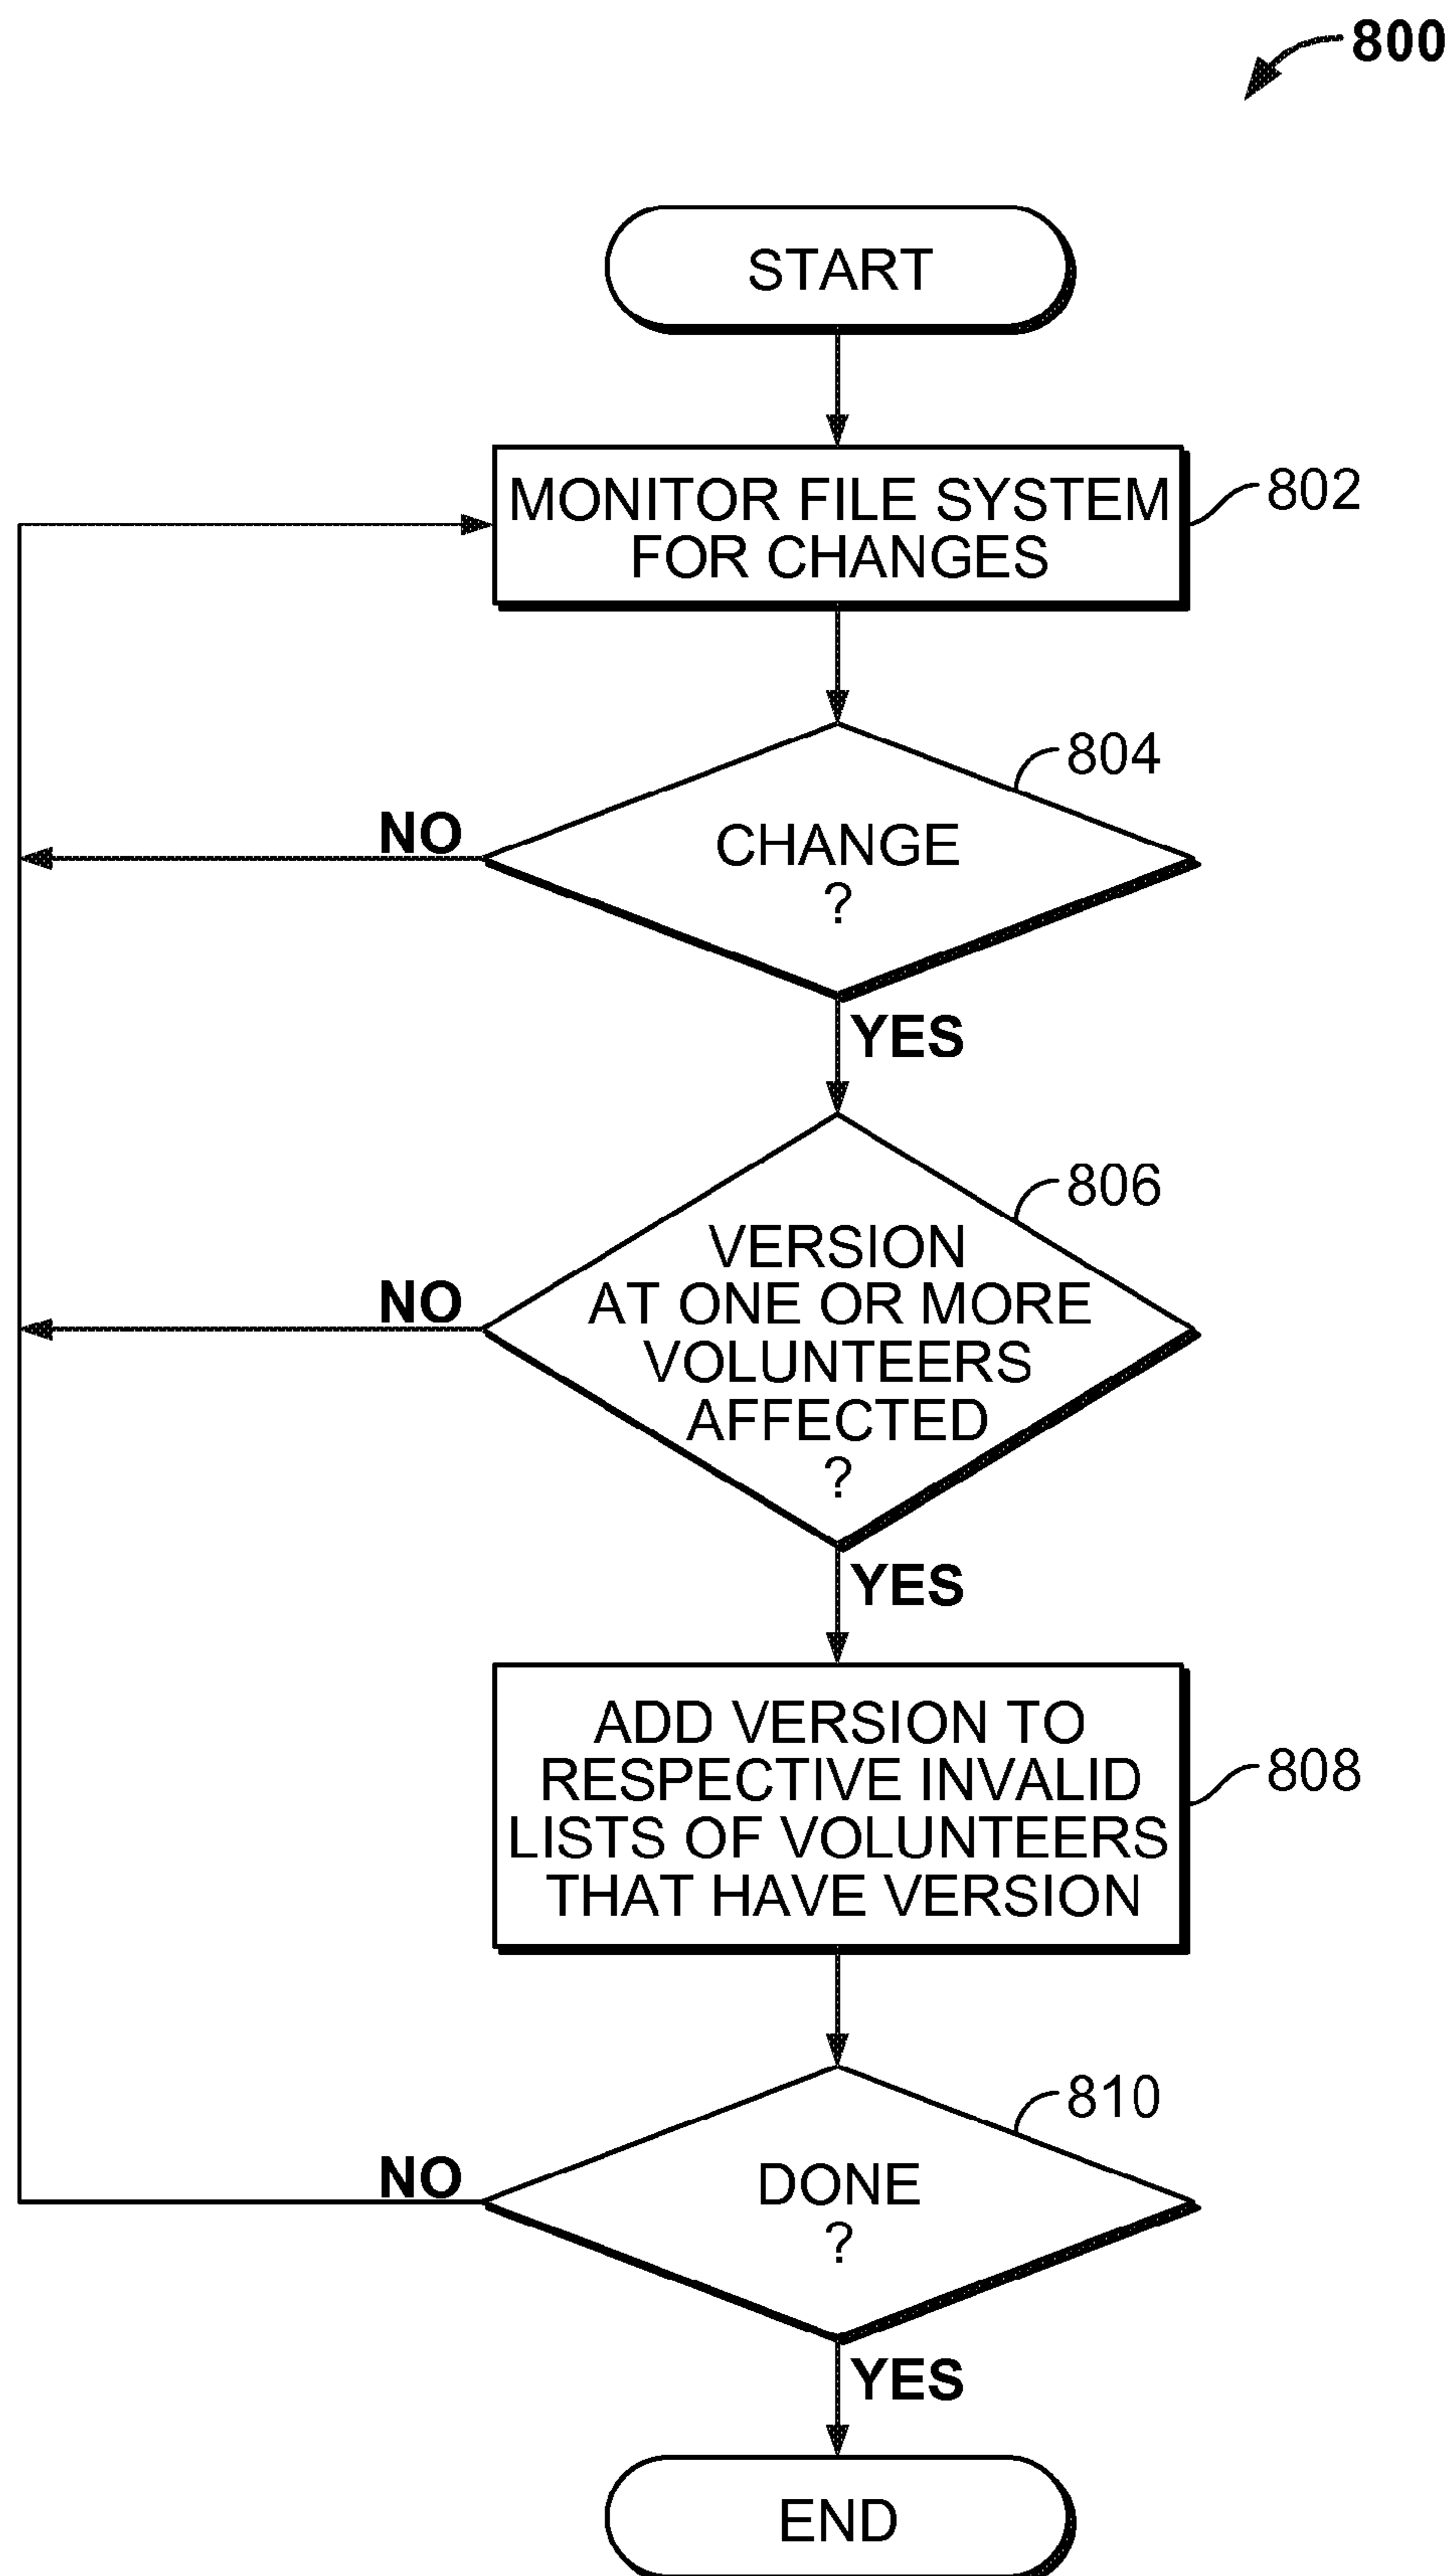 800
START
MONITOR FILE SYSTEM
FOR CHANGES
802
804
CHANGE
?
NO
YES
806
VERSION
AT ONE OR MORE
VOLUNTEERS
AFFECTED
?
NO
YES
ADD VERSION TO
RESPECTIVE INVALID
LISTS OF VOLUNTEERS
THAT HAVE VERSION
808
810
DONE
?
NO
YES
END